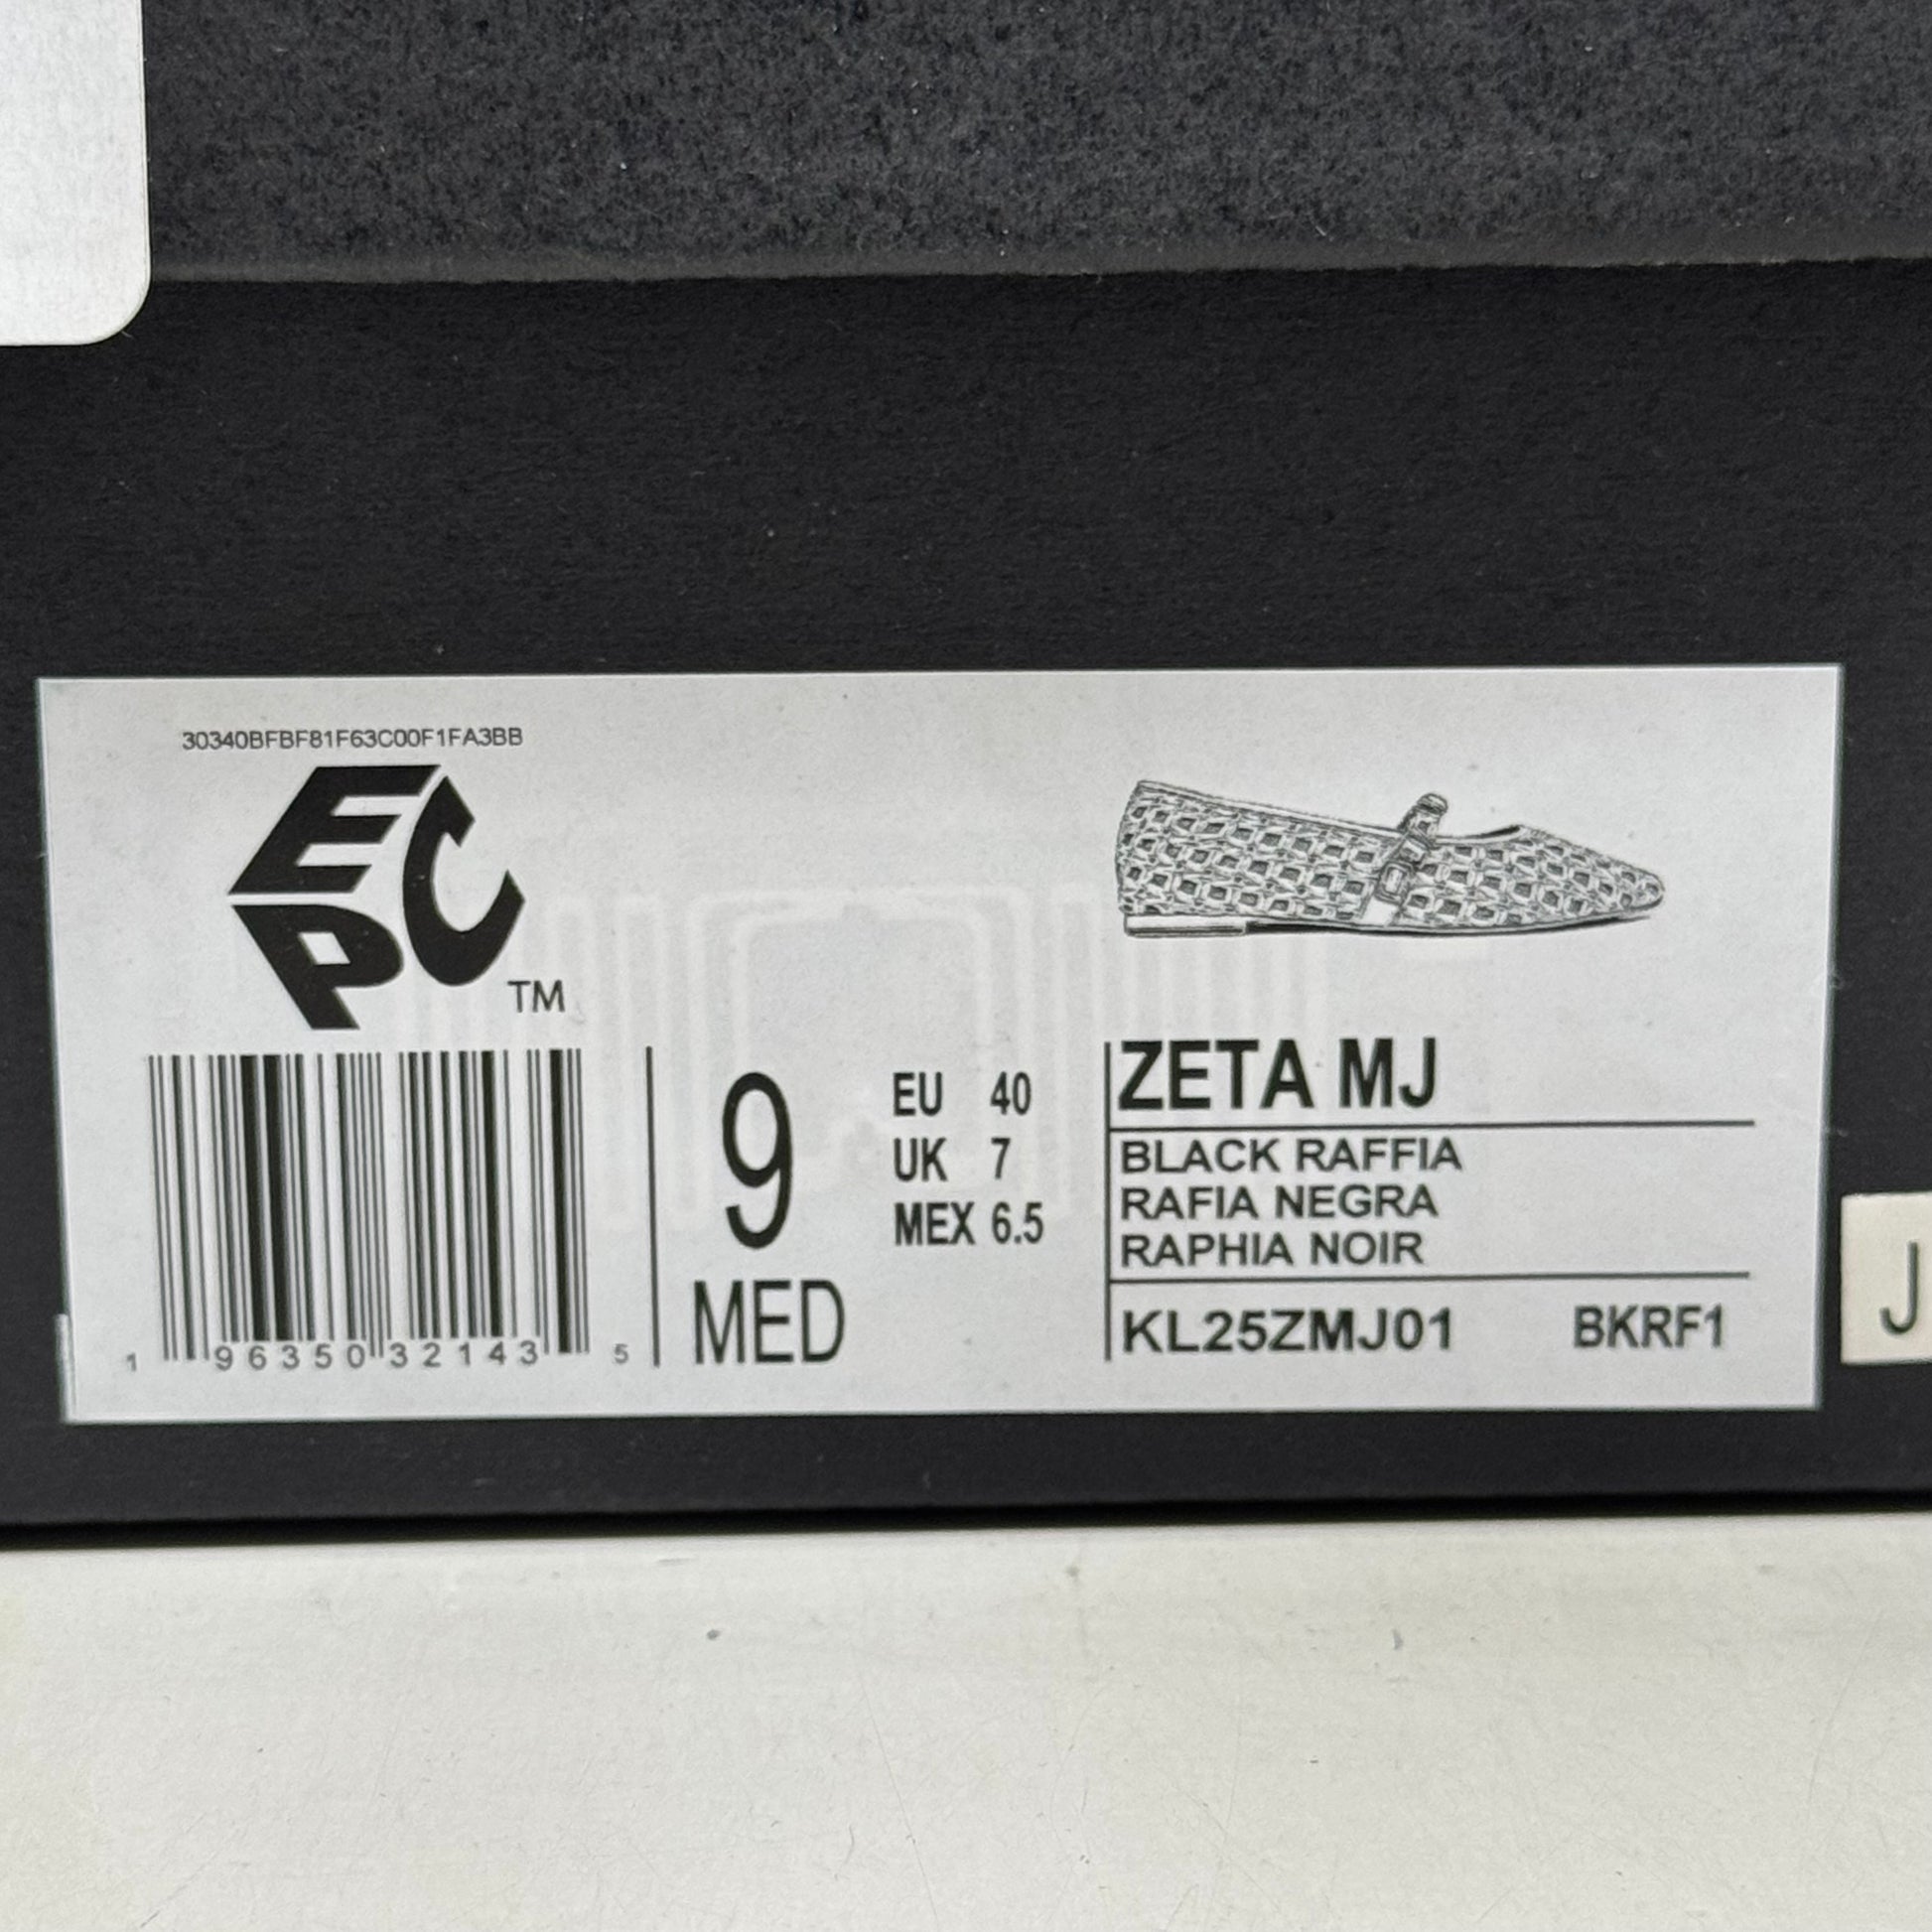 30340BFBF81F63C00F1FA3BB
EPC
TM
1 96350 32143 5
9
MED
EU 40
UK 7
MEX 6.5
ZETA MJ
BLACK RAFFIA
RAFIA NEGRA
RAPHIA NOIR
KL25ZMJ01 BKRF1
J